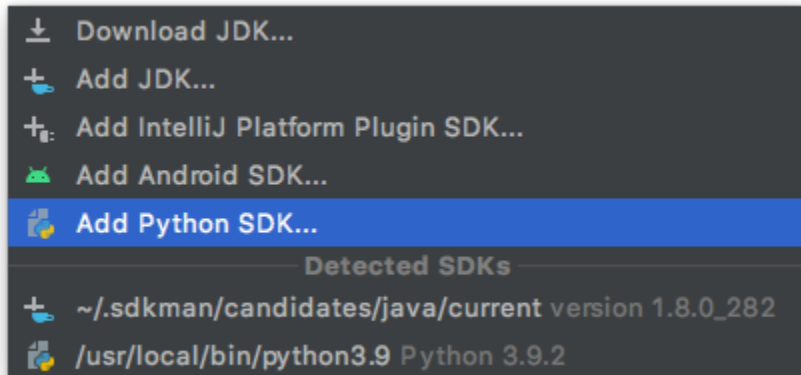 Download JDK...
Add JDK...
Add IntelliJ Platform Plugin SDK...
Add Android SDK...
Add Python SDK...
Detected SDKs
~/.sdkman/candidates/java/current version 1.8.0_282
/usr/local/bin/python3.9 Python 3.9.2